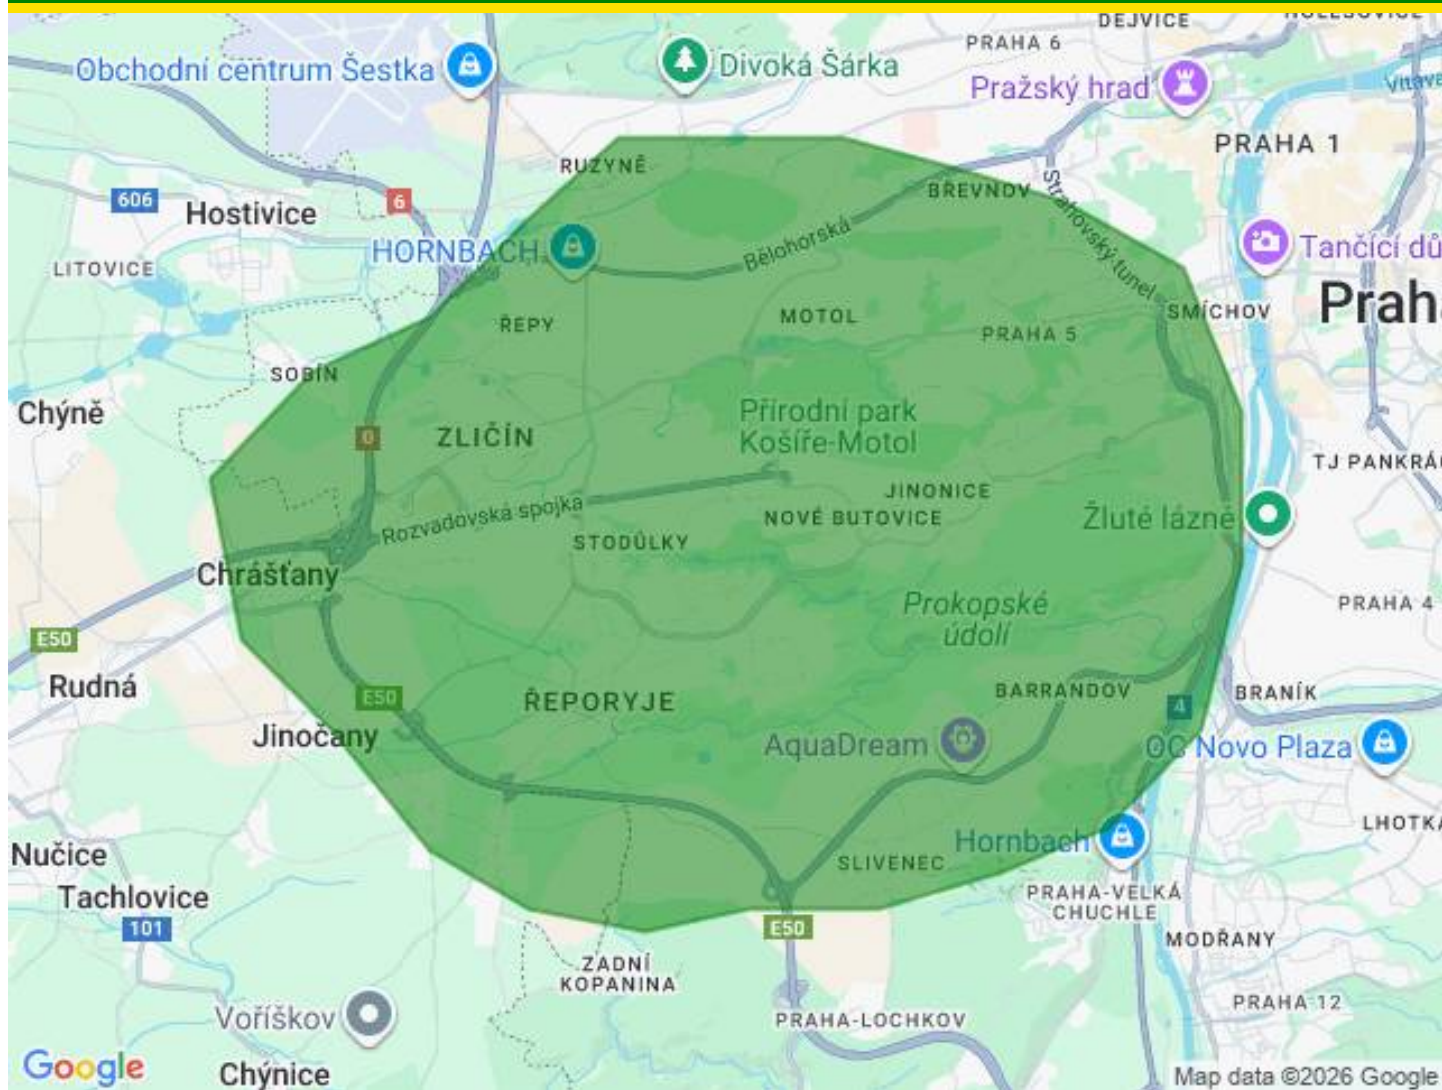 DEJVICE
PRAHA 6
Obchodní centrum Šestka
Divoká Šárka
Pražský hrad
Vltava
PRAHA 1
RUZYNĚ
BŘEVNOV
606
6
Hostivice
Strahovský tunel
HORNBACH
Bělohorská
Tančící dů
LITOVICE
Praha
ŘEPY
MOTOL
SMÍCHOV
PRAHA 5
SOBÍN
Chýně
Přírodní park
Košíře-Motol
0
ZLIČÍN
TJ PANKRÁC
JINONICE
Rozvadovská spojka
NOVÉ BUTOVICE
Žluté lázně
STODŮLKY
Chrášťany
Prokopské
údolí
PRAHA 4
E50
Rudná
E50
ŘEPORYJE
BARRANDOV
BRANÍK
4
Jinočany
AquaDream
OC Novo Plaza
LHOTKA
Hornbach
Nučice
SLIVENEC
Tachlovice
PRAHA-VELKÁ
CHUCHLE
101
E50
MODŘANY
ZADNÍ
KOPANINA
PRAHA 12
Voříškov
PRAHA-LOCHKOV
Google
Chýnice
Map data ©2026 Google